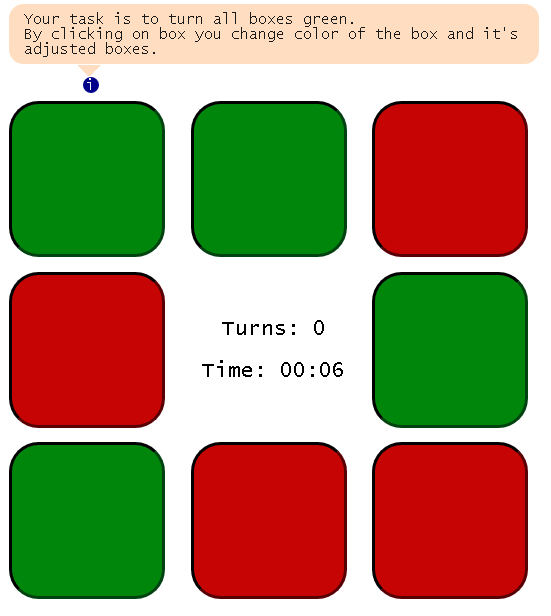 Your task is to turn all boxes green.
By clicking on box you change color of the box and it's
adjusted boxes.
i
Turns: 0
Time: 00:06